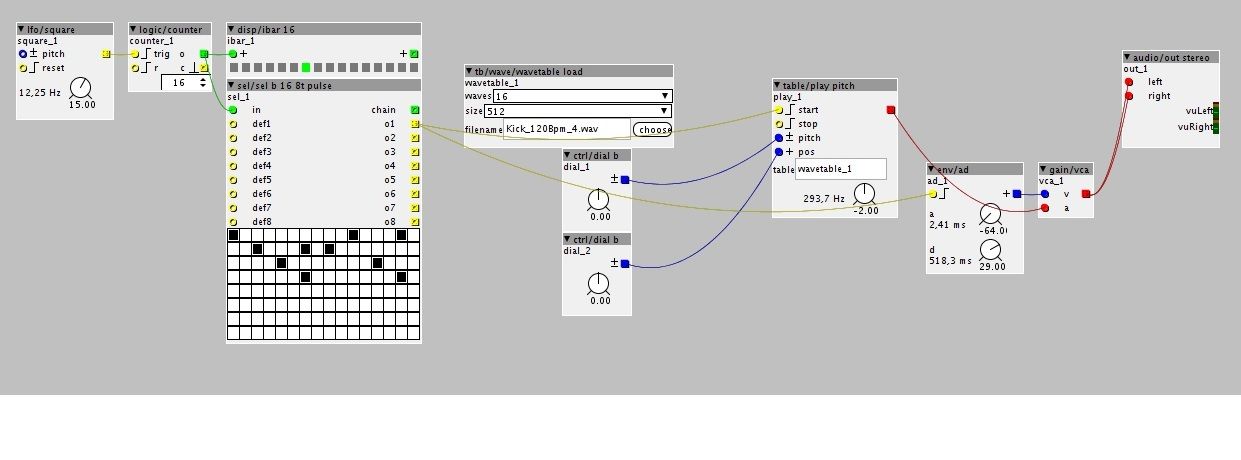 lfo/square
square_1
± pitch
reset
12,25 Hz
15.00
logic/counter
counter_1
trig o
r c
16
disp/ibar 16
ibar_1
+ +
sel/sel b 16 8t pulse
sel_1
in chain
def1 o1
def2 o2
def3 o3
def4 o4
def5 o5
def6 o6
def7 o7
def8 o8
tb/wave/wavetable load
wavetable_1
waves 16
size 512
filename Kick_120Bpm_4.wav choose
ctrl/dial b
dial_1
±
0.00
ctrl/dial b
dial_2
±
0.00
table/play pitch
play_1
start
stop
± pitch
+ pos
table wavetable_1
293,7 Hz
-2.00
env/ad
ad_1
+
a
2,41 ms
-64.0
d
518,3 ms
29.00
gain/vca
vca_1
v
a
audio/out stereo
out_1
left
right
vuLeft
vuRight